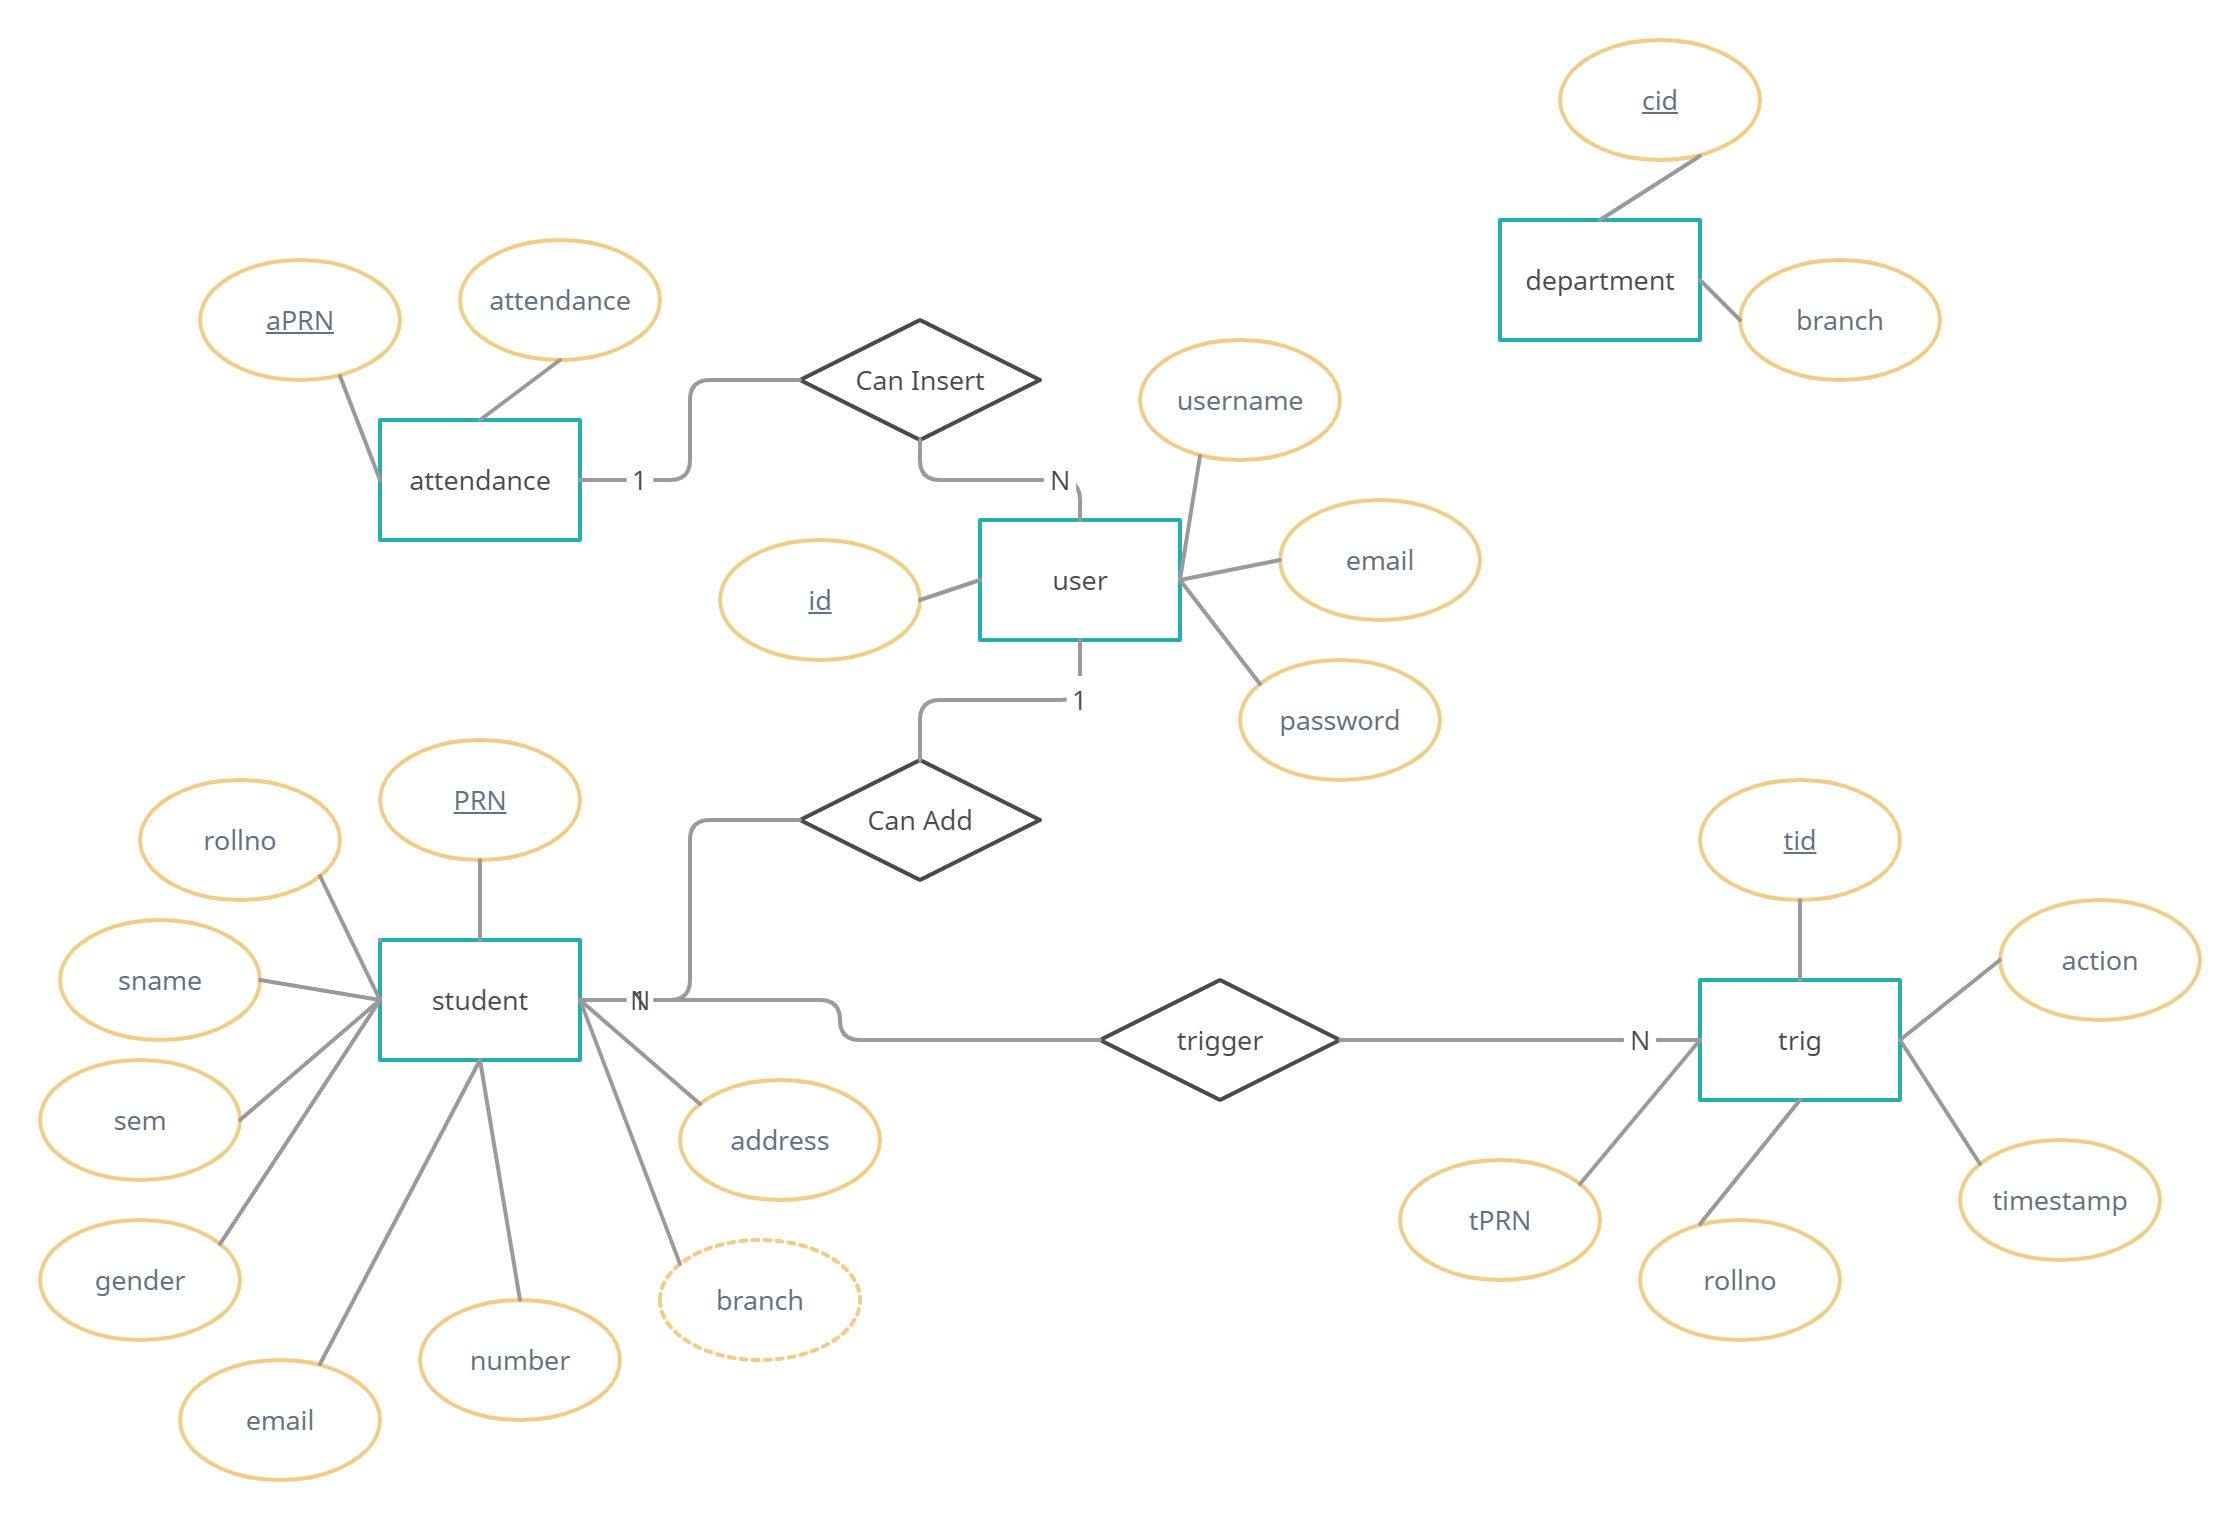 cid
department
branch
aPRN
attendance
attendance
1
Can Insert
N
username
id
user
email
password
1
Can Add
PRN
rollno
sname
student
N
1
sem
gender
email
number
address
branch
trigger
N
tid
trig
action
tPRN
rollno
timestamp